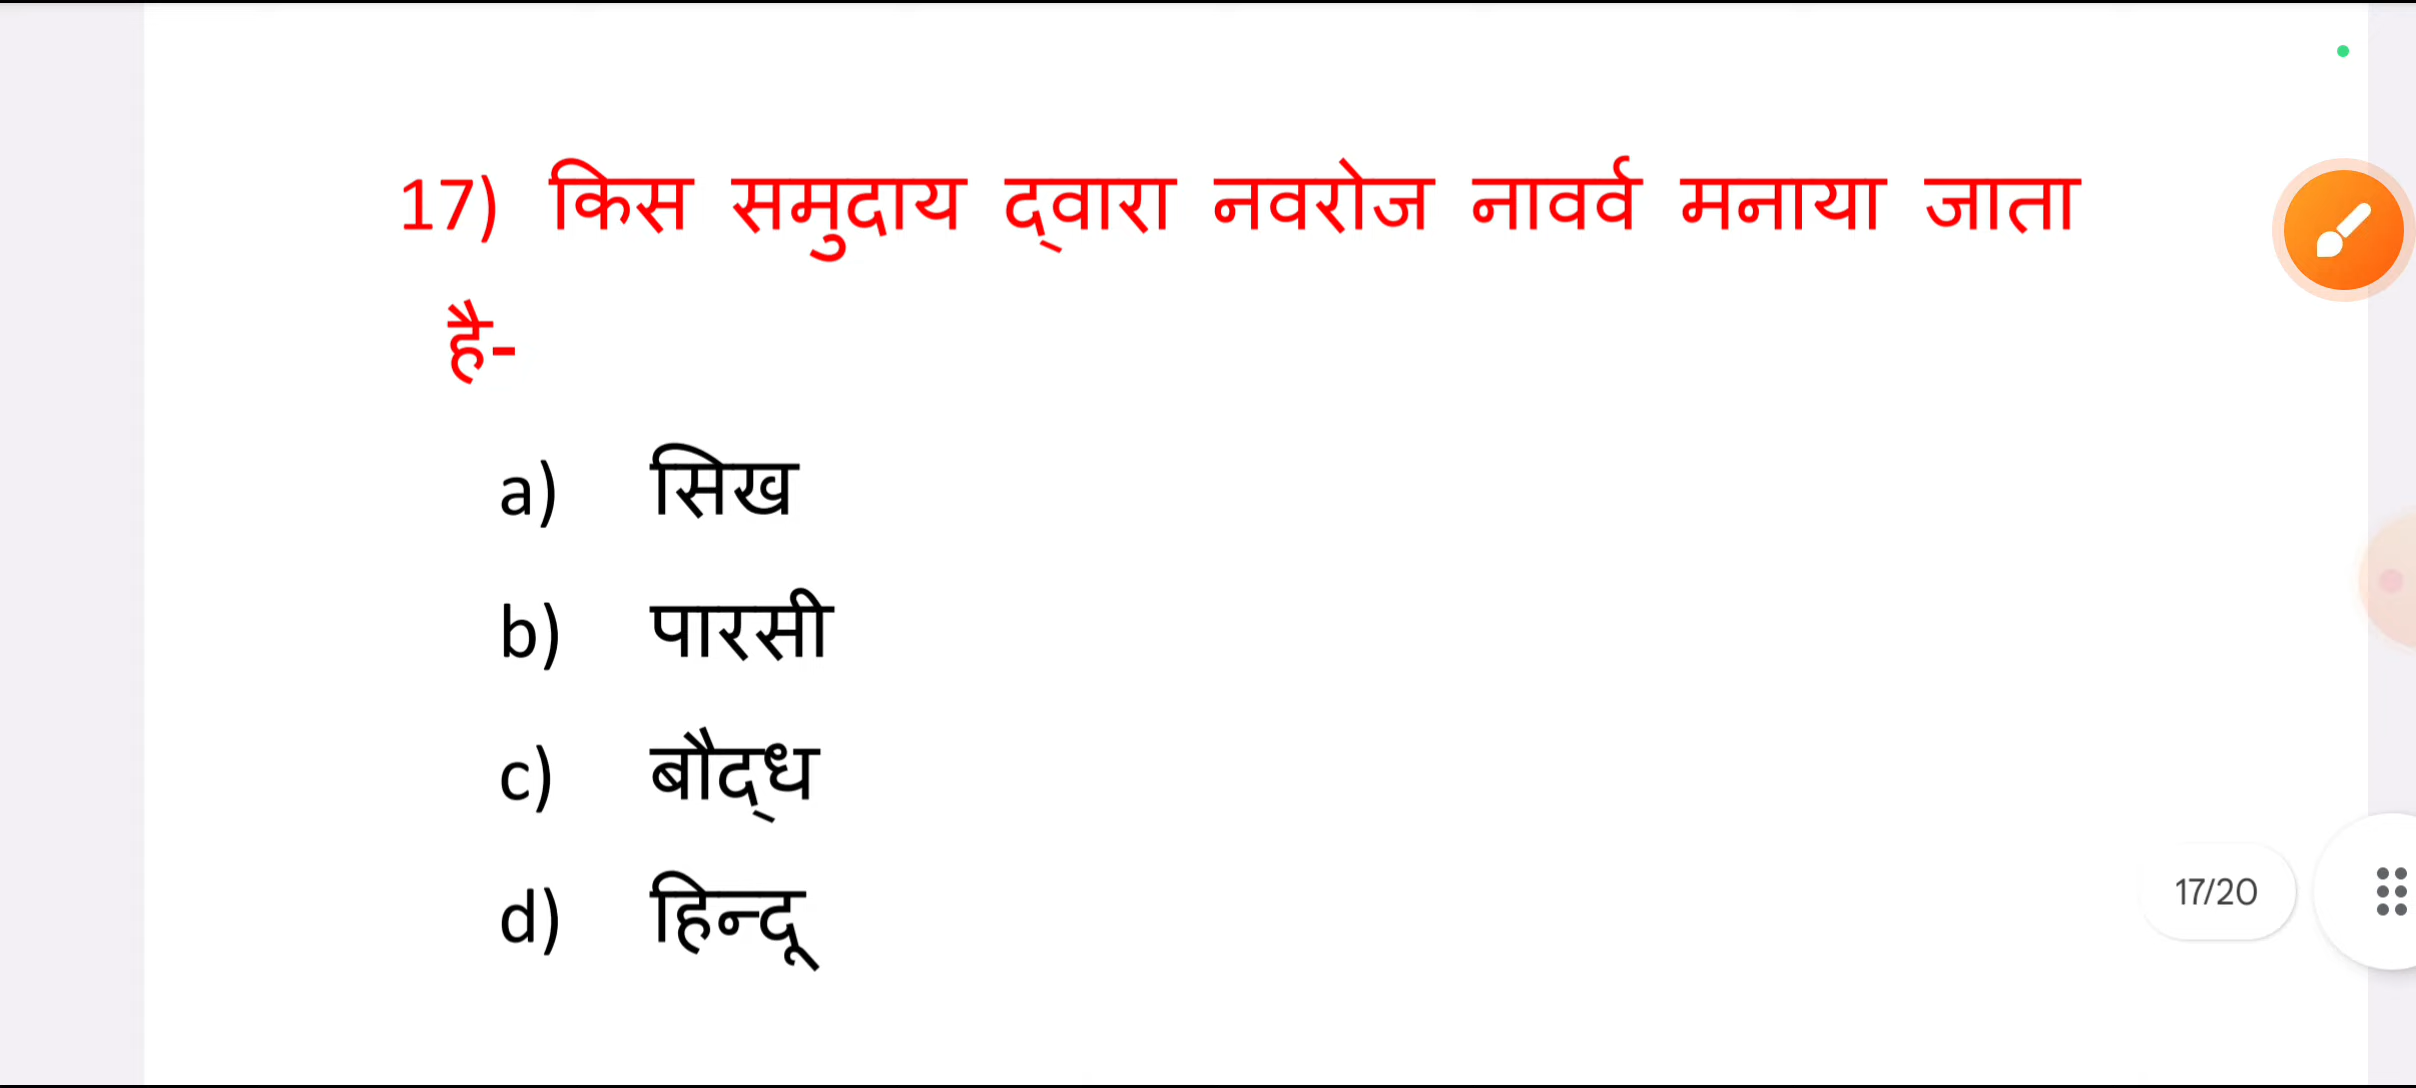 17) किस समुदाय द्वारा नवरोज नावर्व मनाया जाता
है-
a) सिख
b) पारसी
c) बौद्ध
d) हिन्दू
17/20